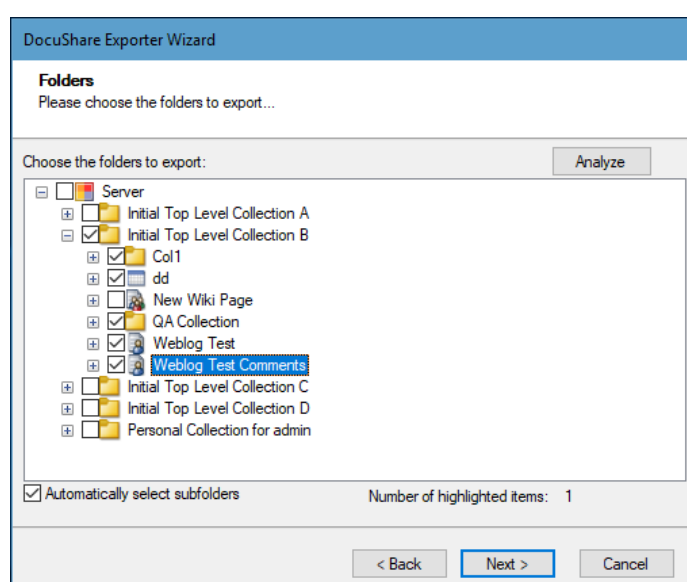 DocuShare Exporter Wizard
Folders
Please choose the folders to export...
Choose the folders to export:
Analyze
Server
Initial Top Level Collection A
Initial Top Level Collection B
Col1
dd
New Wiki Page
QA Collection
Weblog Test
Weblog Test Comments
Initial Top Level Collection C
Initial Top Level Collection D
Personal Collection for admin
Automatically select subfolders
Number of highlighted items: 1
< Back
Next >
Cancel